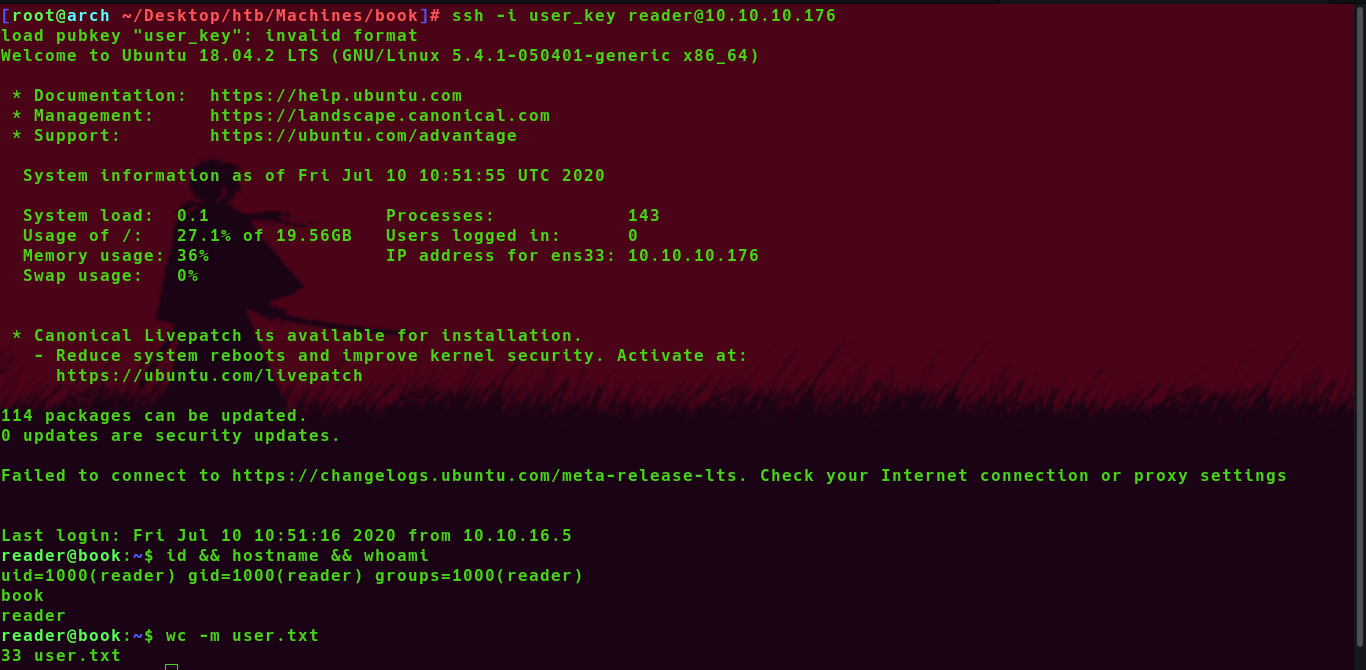 [root@arch ~/Desktop/htb/Machines/book]# ssh -i user_key reader@10.10.10.176
load pubkey "user_key": invalid format
Welcome to Ubuntu 18.04.2 LTS (GNU/Linux 5.4.1-050401-generic x86_64)
* Documentation:  https://help.ubuntu.com
* Management:     https://landscape.canonical.com
* Support:        https://ubuntu.com/advantage
System information as of Fri Jul 10 10:51:55 UTC 2020
System load:  0.1                Processes:            143
Usage of /:   27.1% of 19.56GB   Users logged in:      0
Memory usage: 36%                IP address for ens33: 10.10.10.176
Swap usage:   0%
* Canonical Livepatch is available for installation.
- Reduce system reboots and improve kernel security. Activate at:
https://ubuntu.com/livepatch
114 packages can be updated.
0 updates are security updates.
Failed to connect to https://changelogs.ubuntu.com/meta-release-lts. Check your Internet connection or proxy settings
Last login: Fri Jul 10 10:51:16 2020 from 10.10.16.5
reader@book:~$ id && hostname && whoami
uid=1000(reader) gid=1000(reader) groups=1000(reader)
book
reader
reader@book:~$ wc -m user.txt
33 user.txt